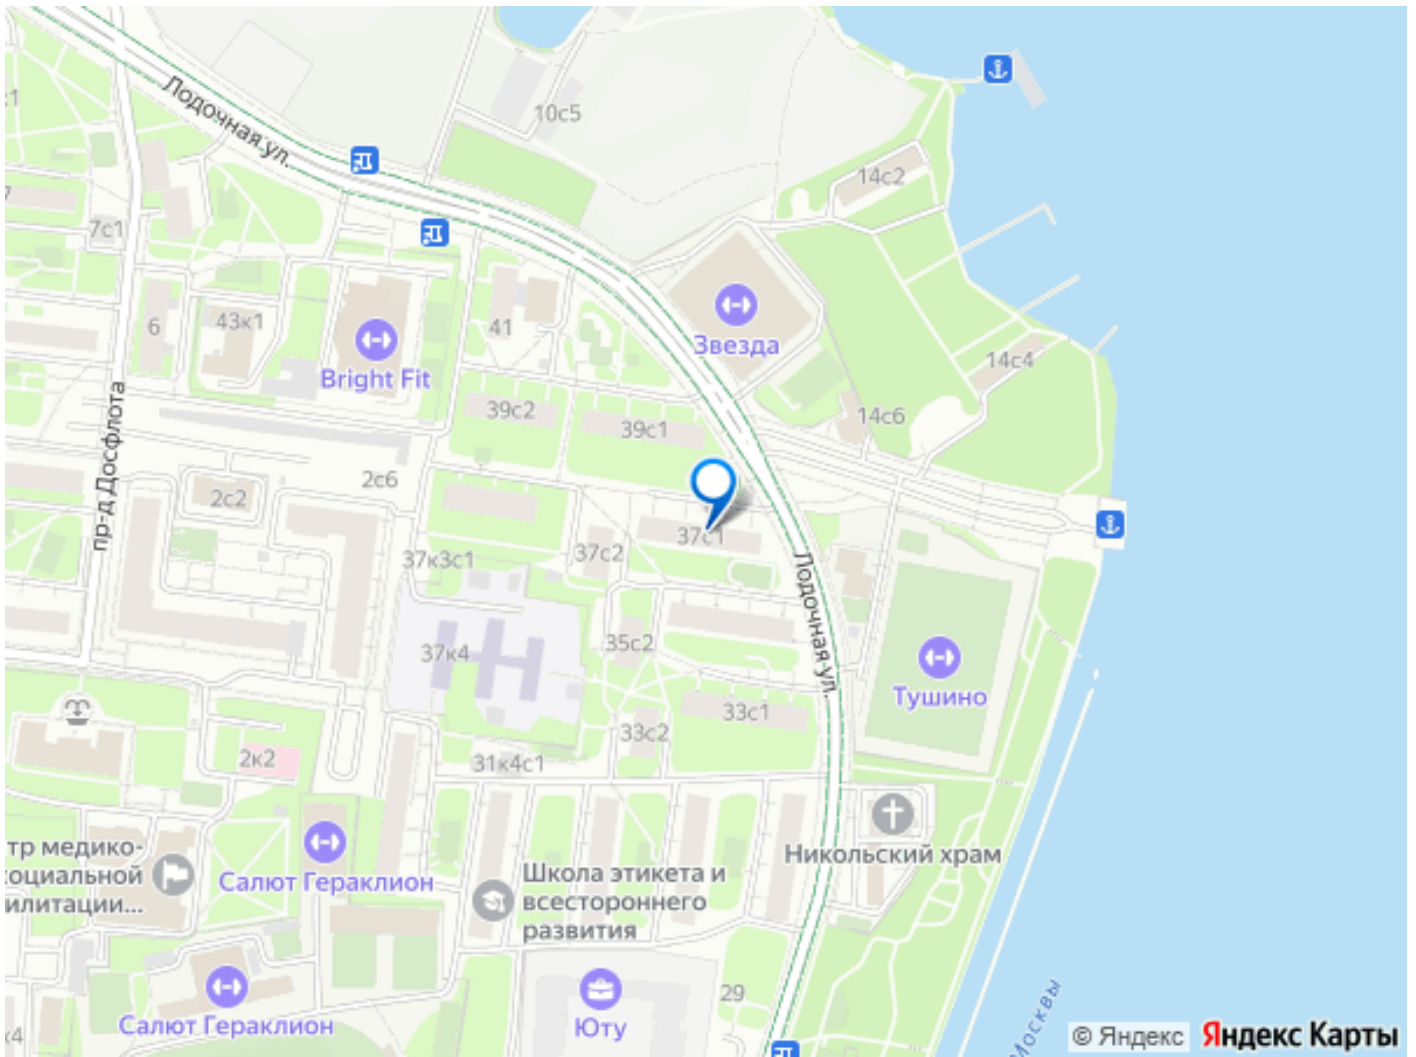 Лодочная ул.
10с5
14с2
7с1
6
43к1
41
Звезда
Bright Fit
14с4
14с6
39с2
39с1
пр-д Досфлота
2с6
2с2
37с1
37с2
37к3с1
Лодочная ул.
35с2
37к4
Тушино
33с1
33с2
2к2
31к4с1
Никольский храм
тр медико-
социальной
илитации...
Салют Гераклион
Школа этикета и
всестороннего
развития
29
Салют Гераклион
Юту
Москвы
© Яндекс Яндекс Карты